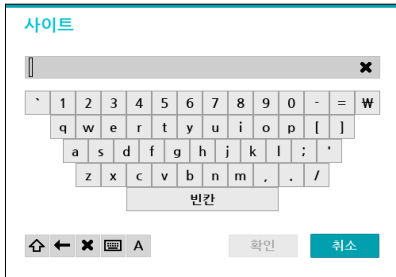 사이트
` 1 2 3 4 5 6 7 8 9 0 - = ₩
q w e r t y u i o p [ ]
a s d f g h j k l ; '
z x c v b n m , . /
빈칸
A 확인 취소